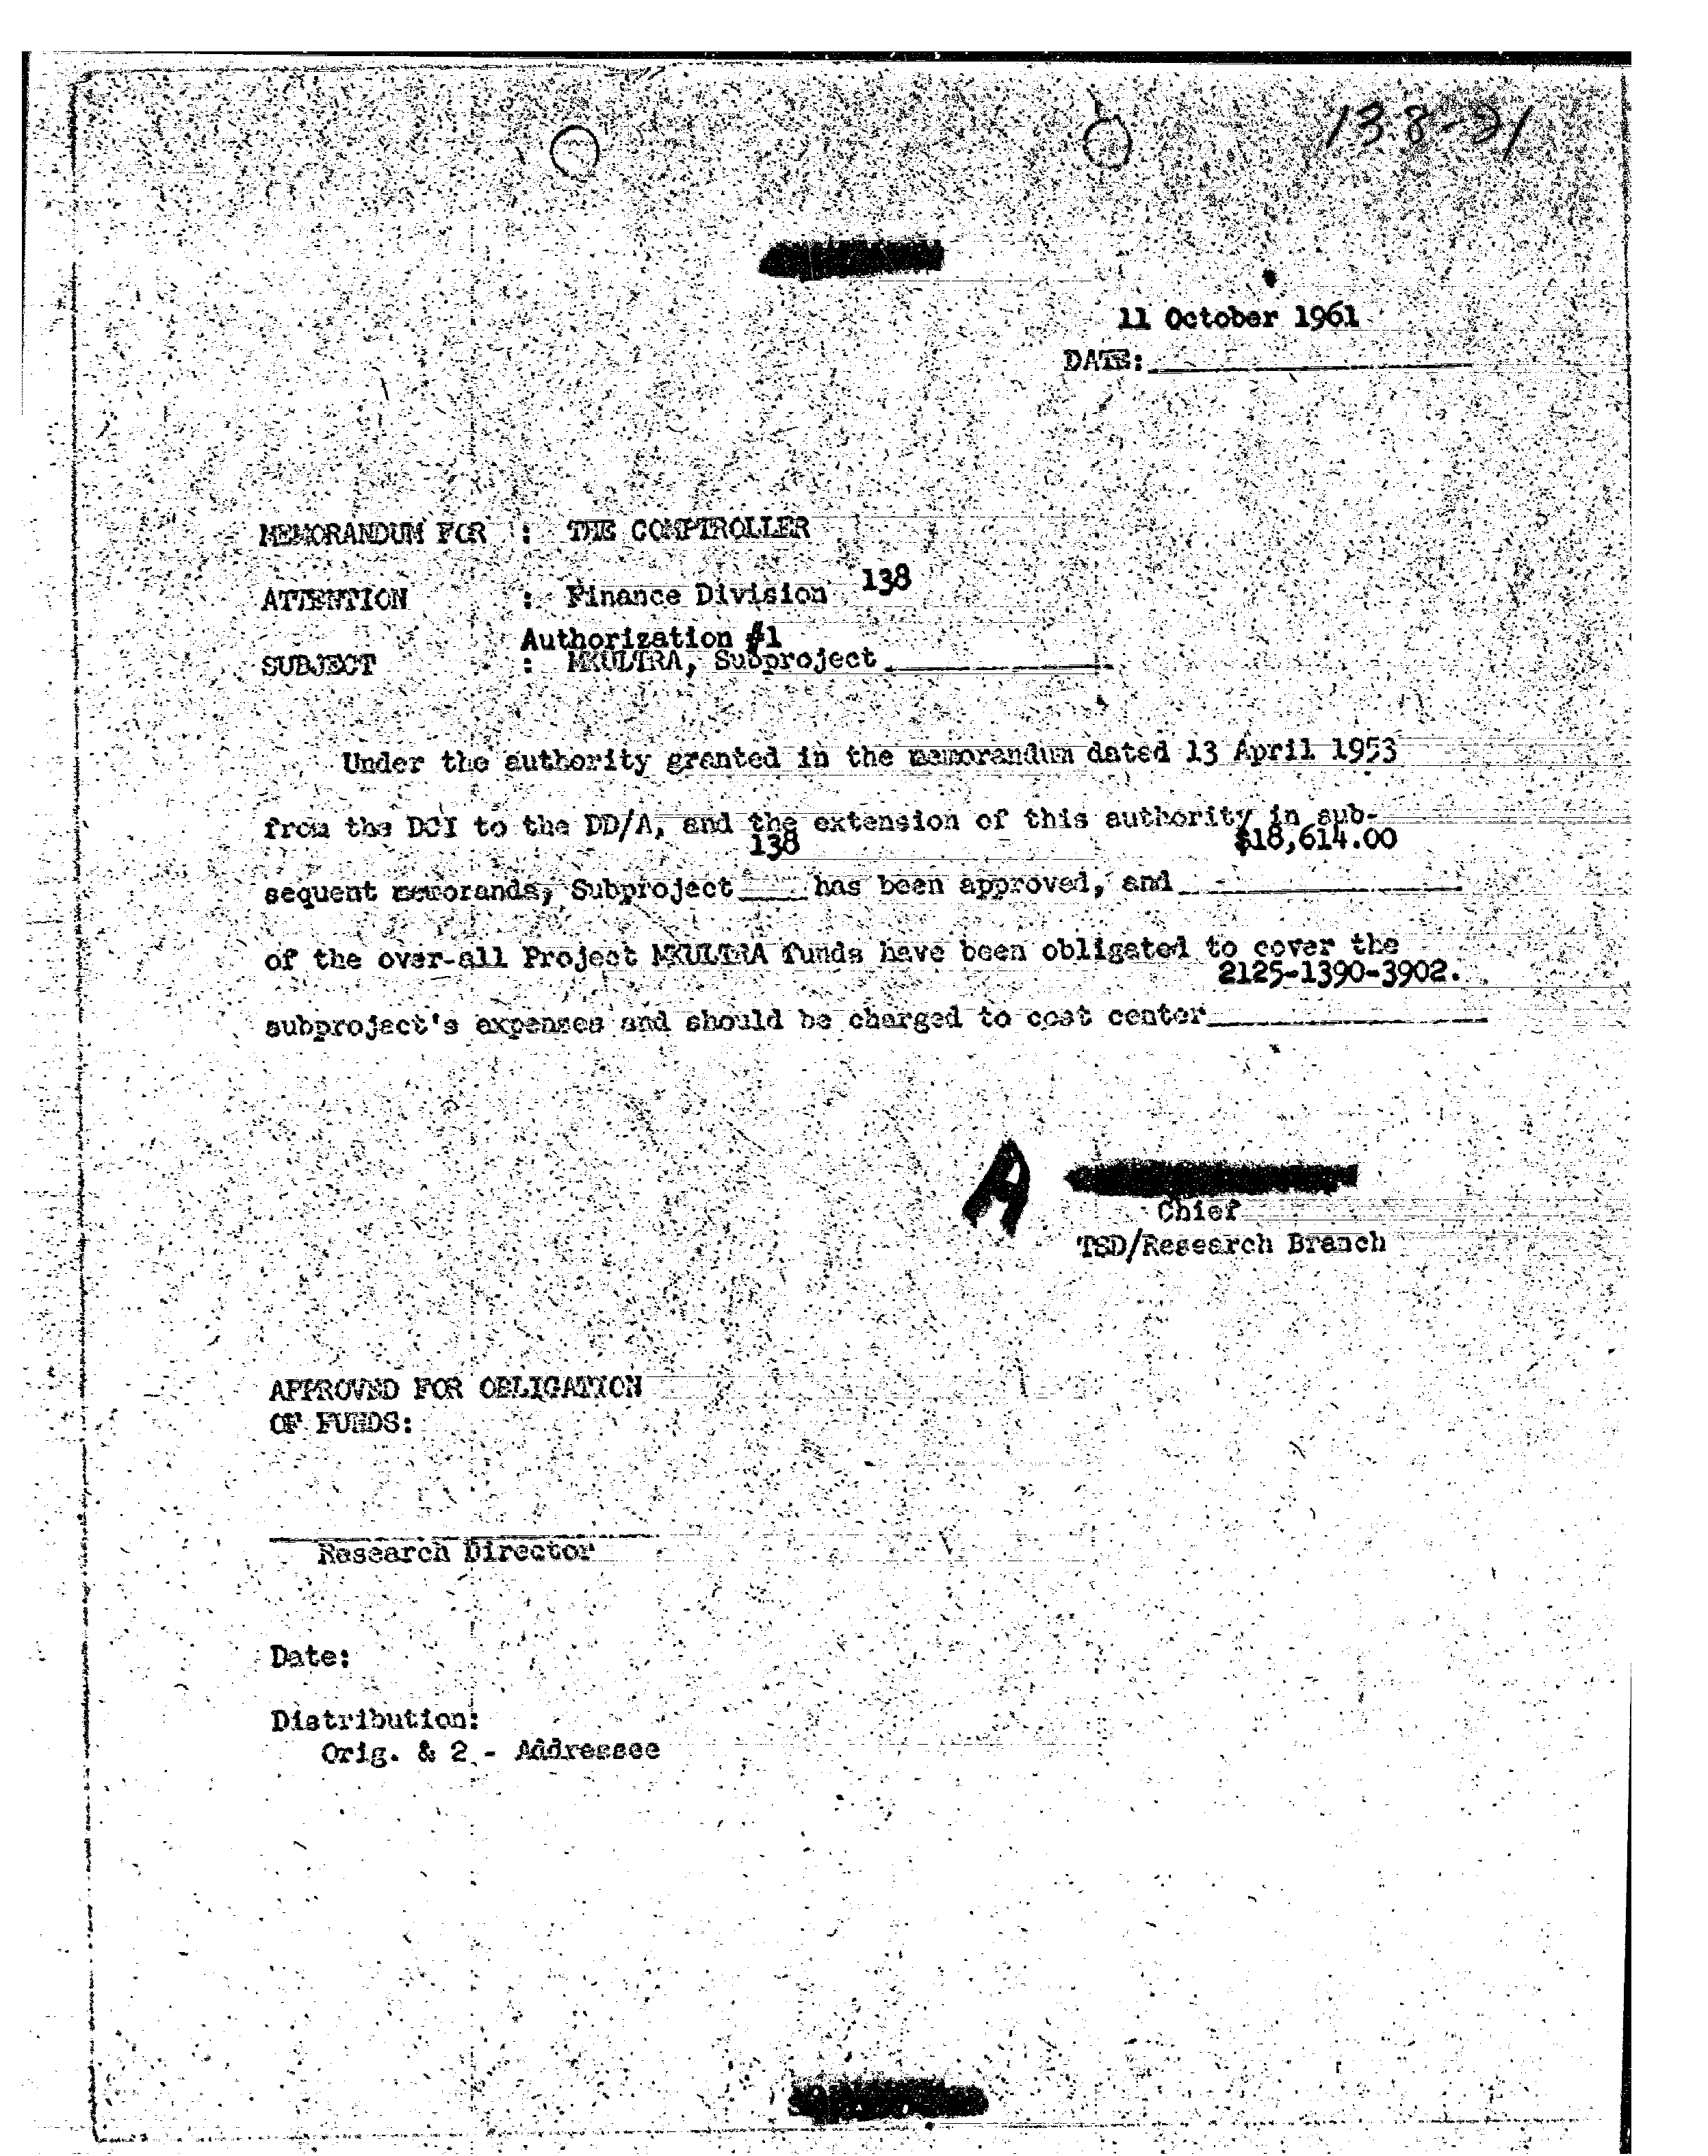 138-21
11 October 1961
DATE:
MEMORANDUM FOR : THE COMPTROLLER
ATTENTION : Finance Division 138
Authorization #1
SUBJECT : MKULTRA, Subproject
Under the authority granted in the memorandum dated 13 April 1953
from the DCI to the DD/A, and the extension of this authority in sub-
138 $18,614.00
sequent memoranda, Subproject has been approved, and
of the over-all Project MKULTRA funds have been obligated to cover the
2125-1390-3902.
subproject's expenses and should be charged to cost center
A
Chief
TSD/Research Branch
APPROVED FOR OBLIGATION
OF FUNDS:
Research Director
Date:
Distribution:
Orig. & 2 - Addressee